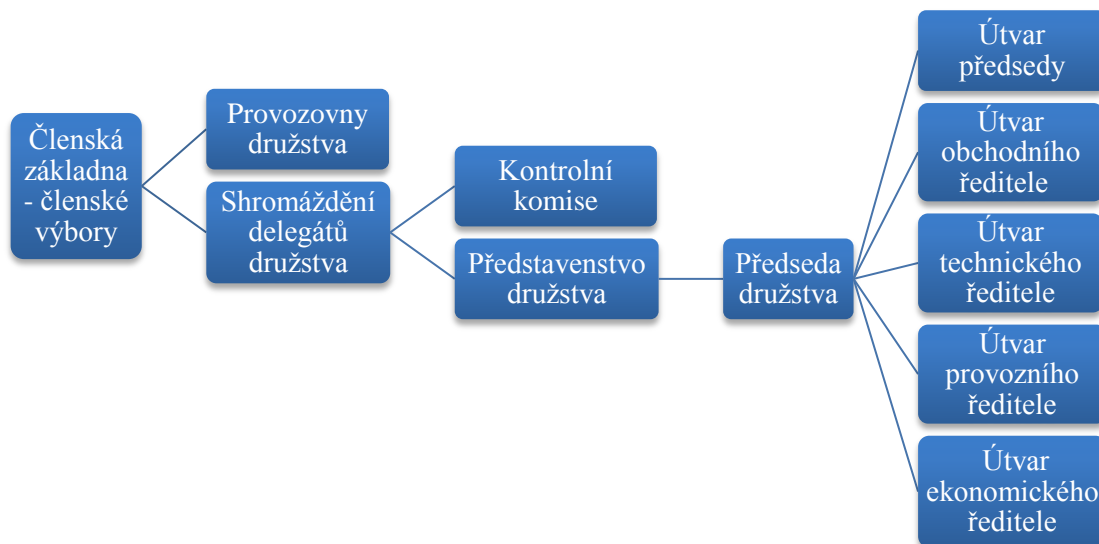 Členská
základna
- členské
výbory
Provozovny
družstva
Shromáždění
delegátů
družstva
Kontrolní
komise
Představenstvo
družstva
Předseda
družstva
Útvar
předsedy
Útvar
obchodního
ředitele
Útvar
technického
ředitele
Útvar
provozního
ředitele
Útvar
ekonomického
ředitele